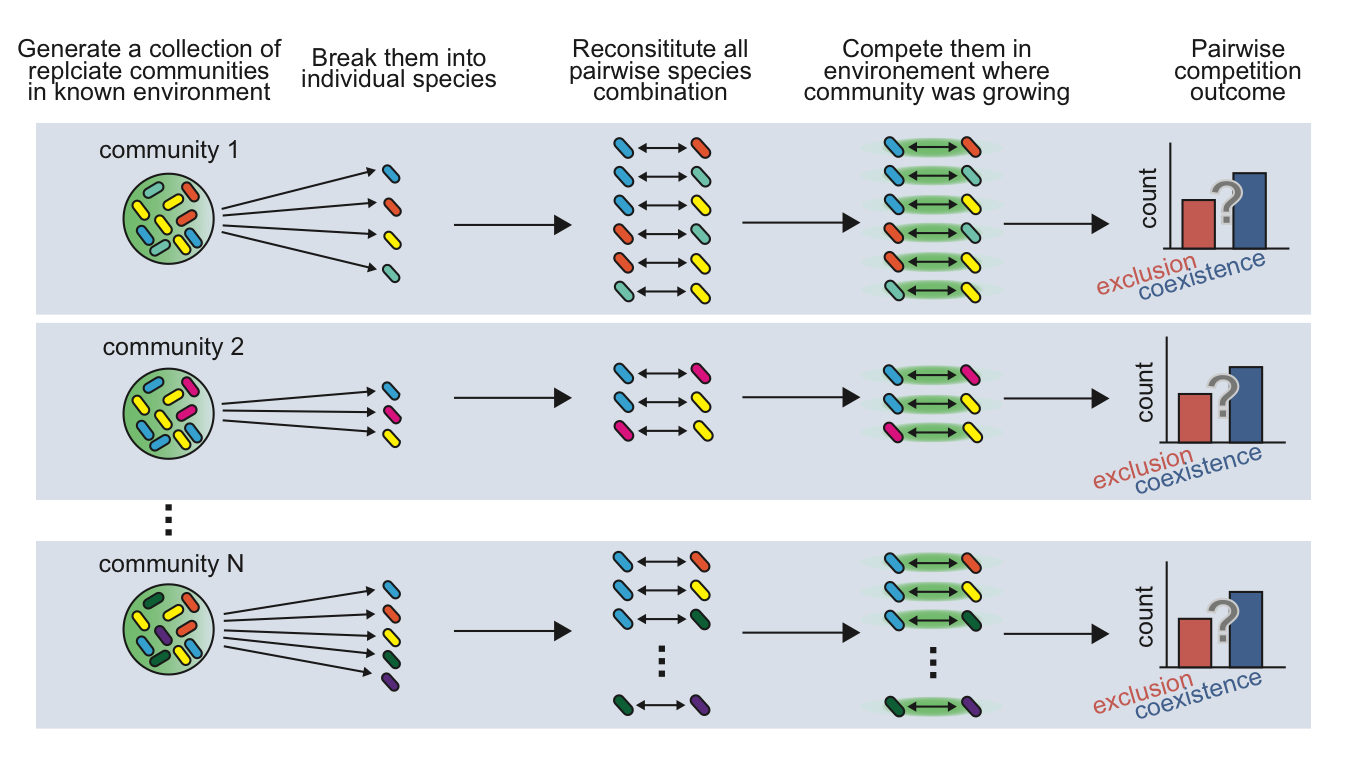 Generate a collection of
replciate communities
in known environment
Break them into
individual species
Reconsititute all
pairwise species
combination
Compete them in
environement where
community was growing
Pairwise
competition
outcome
community 1
count
?
exclusion
coexistence
community 2
count
?
exclusion
coexistence
community N
count
?
exclusion
coexistence